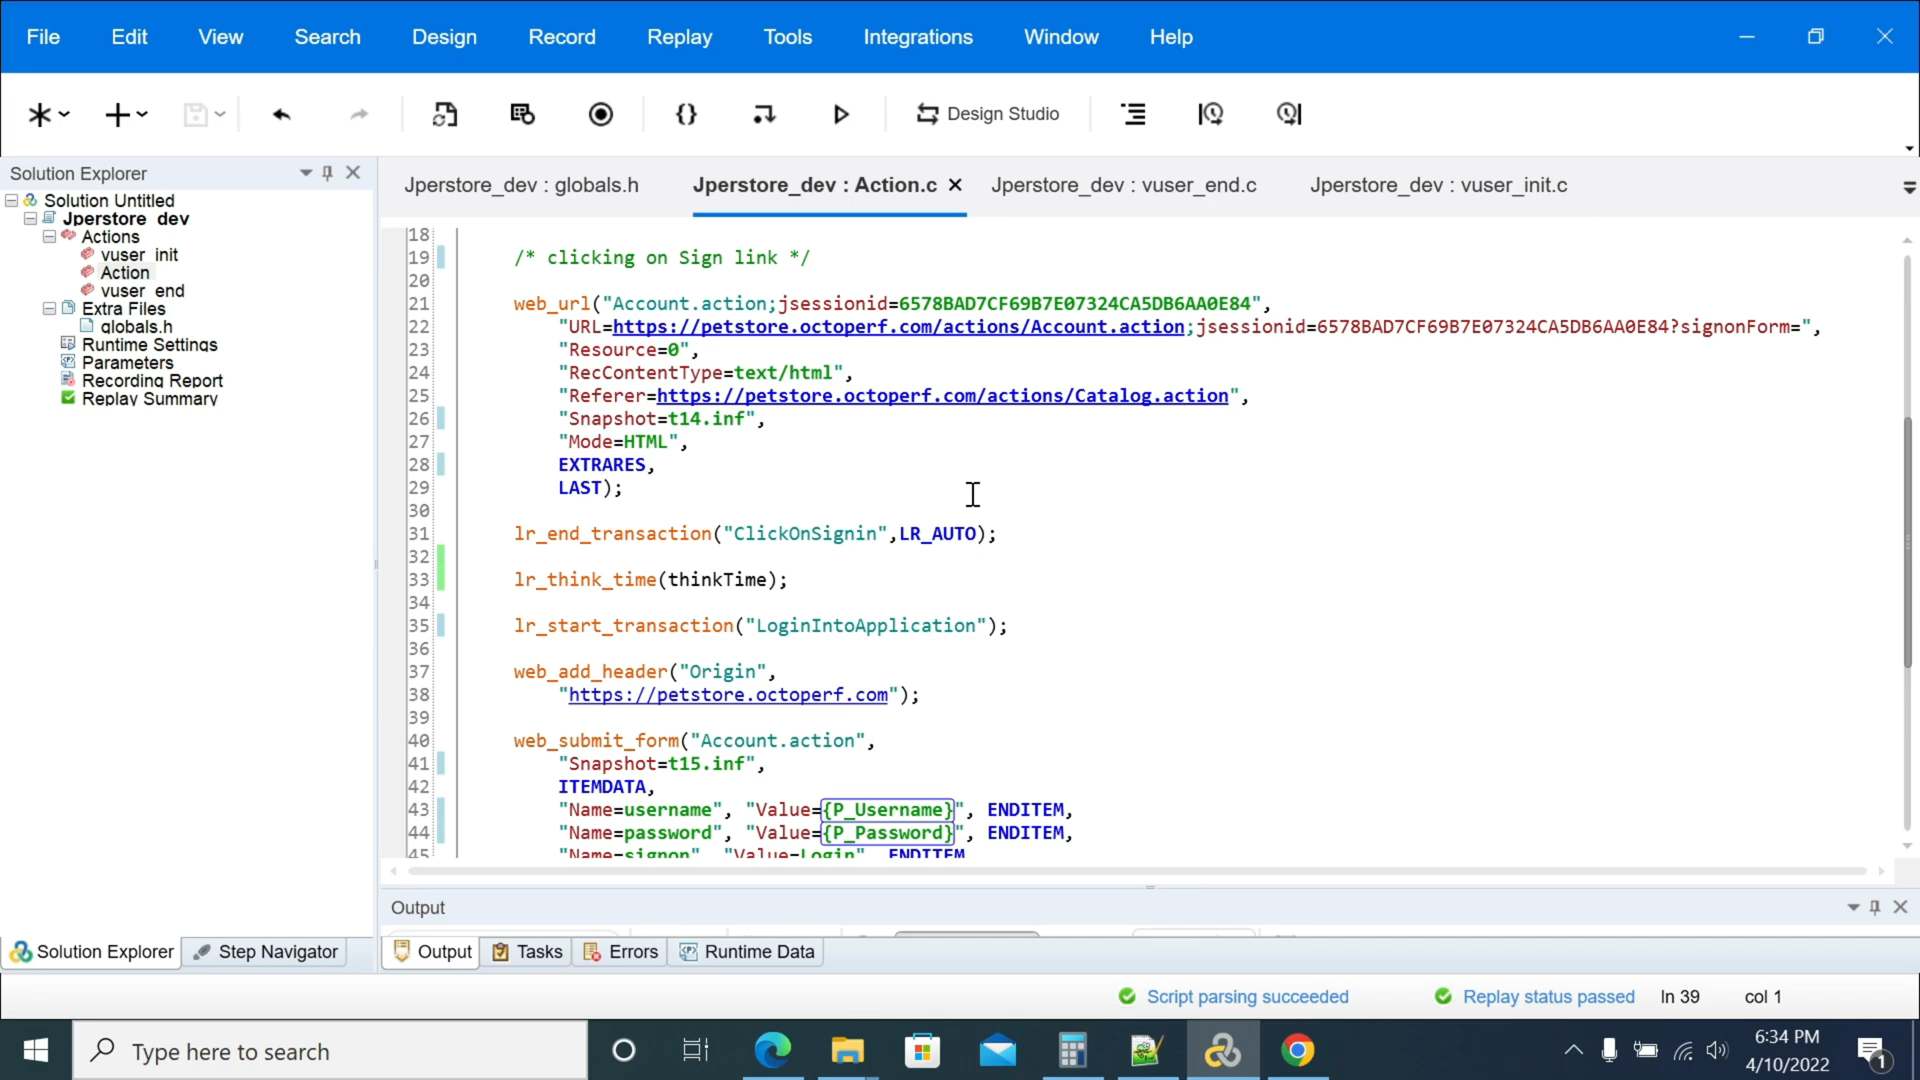 File Edit View Search Design Record Replay Tools Integrations Window Help
Design Studio
Solution Explorer
Jperstore_dev : globals.h Jperstore_dev : Action.c Jperstore_dev : vuser_end.c Jperstore_dev : vuser_init.c
Solution Untitled
Jperstore_dev
Actions
vuser_init
Action
vuser_end
Extra Files
globals.h
Runtime Settings
Parameters
Recording Report
Replay Summary
18
19 /* clicking on Sign link */
20
21 web_url("Account.action;jsessionid=6578BAD7CF69B7E07324CA5DB6AA0E84",
22 "URL=https://petstore.octoperf.com/actions/Account.action;jsessionid=6578BAD7CF69B7E07324CA5DB6AA0E84?signonForm=",
23 "Resource=0",
24 "RecContentType=text/html",
25 "Referer=https://petstore.octoperf.com/actions/Catalog.action",
26 "Snapshot=t14.inf",
27 "Mode=HTML",
28 EXTRARES,
29 LAST);
30
31 lr_end_transaction("ClickOnSignin",LR_AUTO);
32
33 lr_think_time(thinkTime);
34
35 lr_start_transaction("LoginIntoApplication");
36
37 web_add_header("Origin",
38 "https://petstore.octoperf.com");
39
40 web_submit_form("Account.action",
41 "Snapshot=t15.inf",
42 ITEMDATA,
43 "Name=username", "Value={P_Username}", ENDITEM,
44 "Name=password", "Value={P_Password}", ENDITEM,
45 "Name=signon", "Value=Login", ENDITEM,
Output
Solution Explorer Step Navigator Output Tasks Errors Runtime Data
Script parsing succeeded Replay status passed ln 39 col 1
Type here to search
6:34 PM
4/10/2022
1